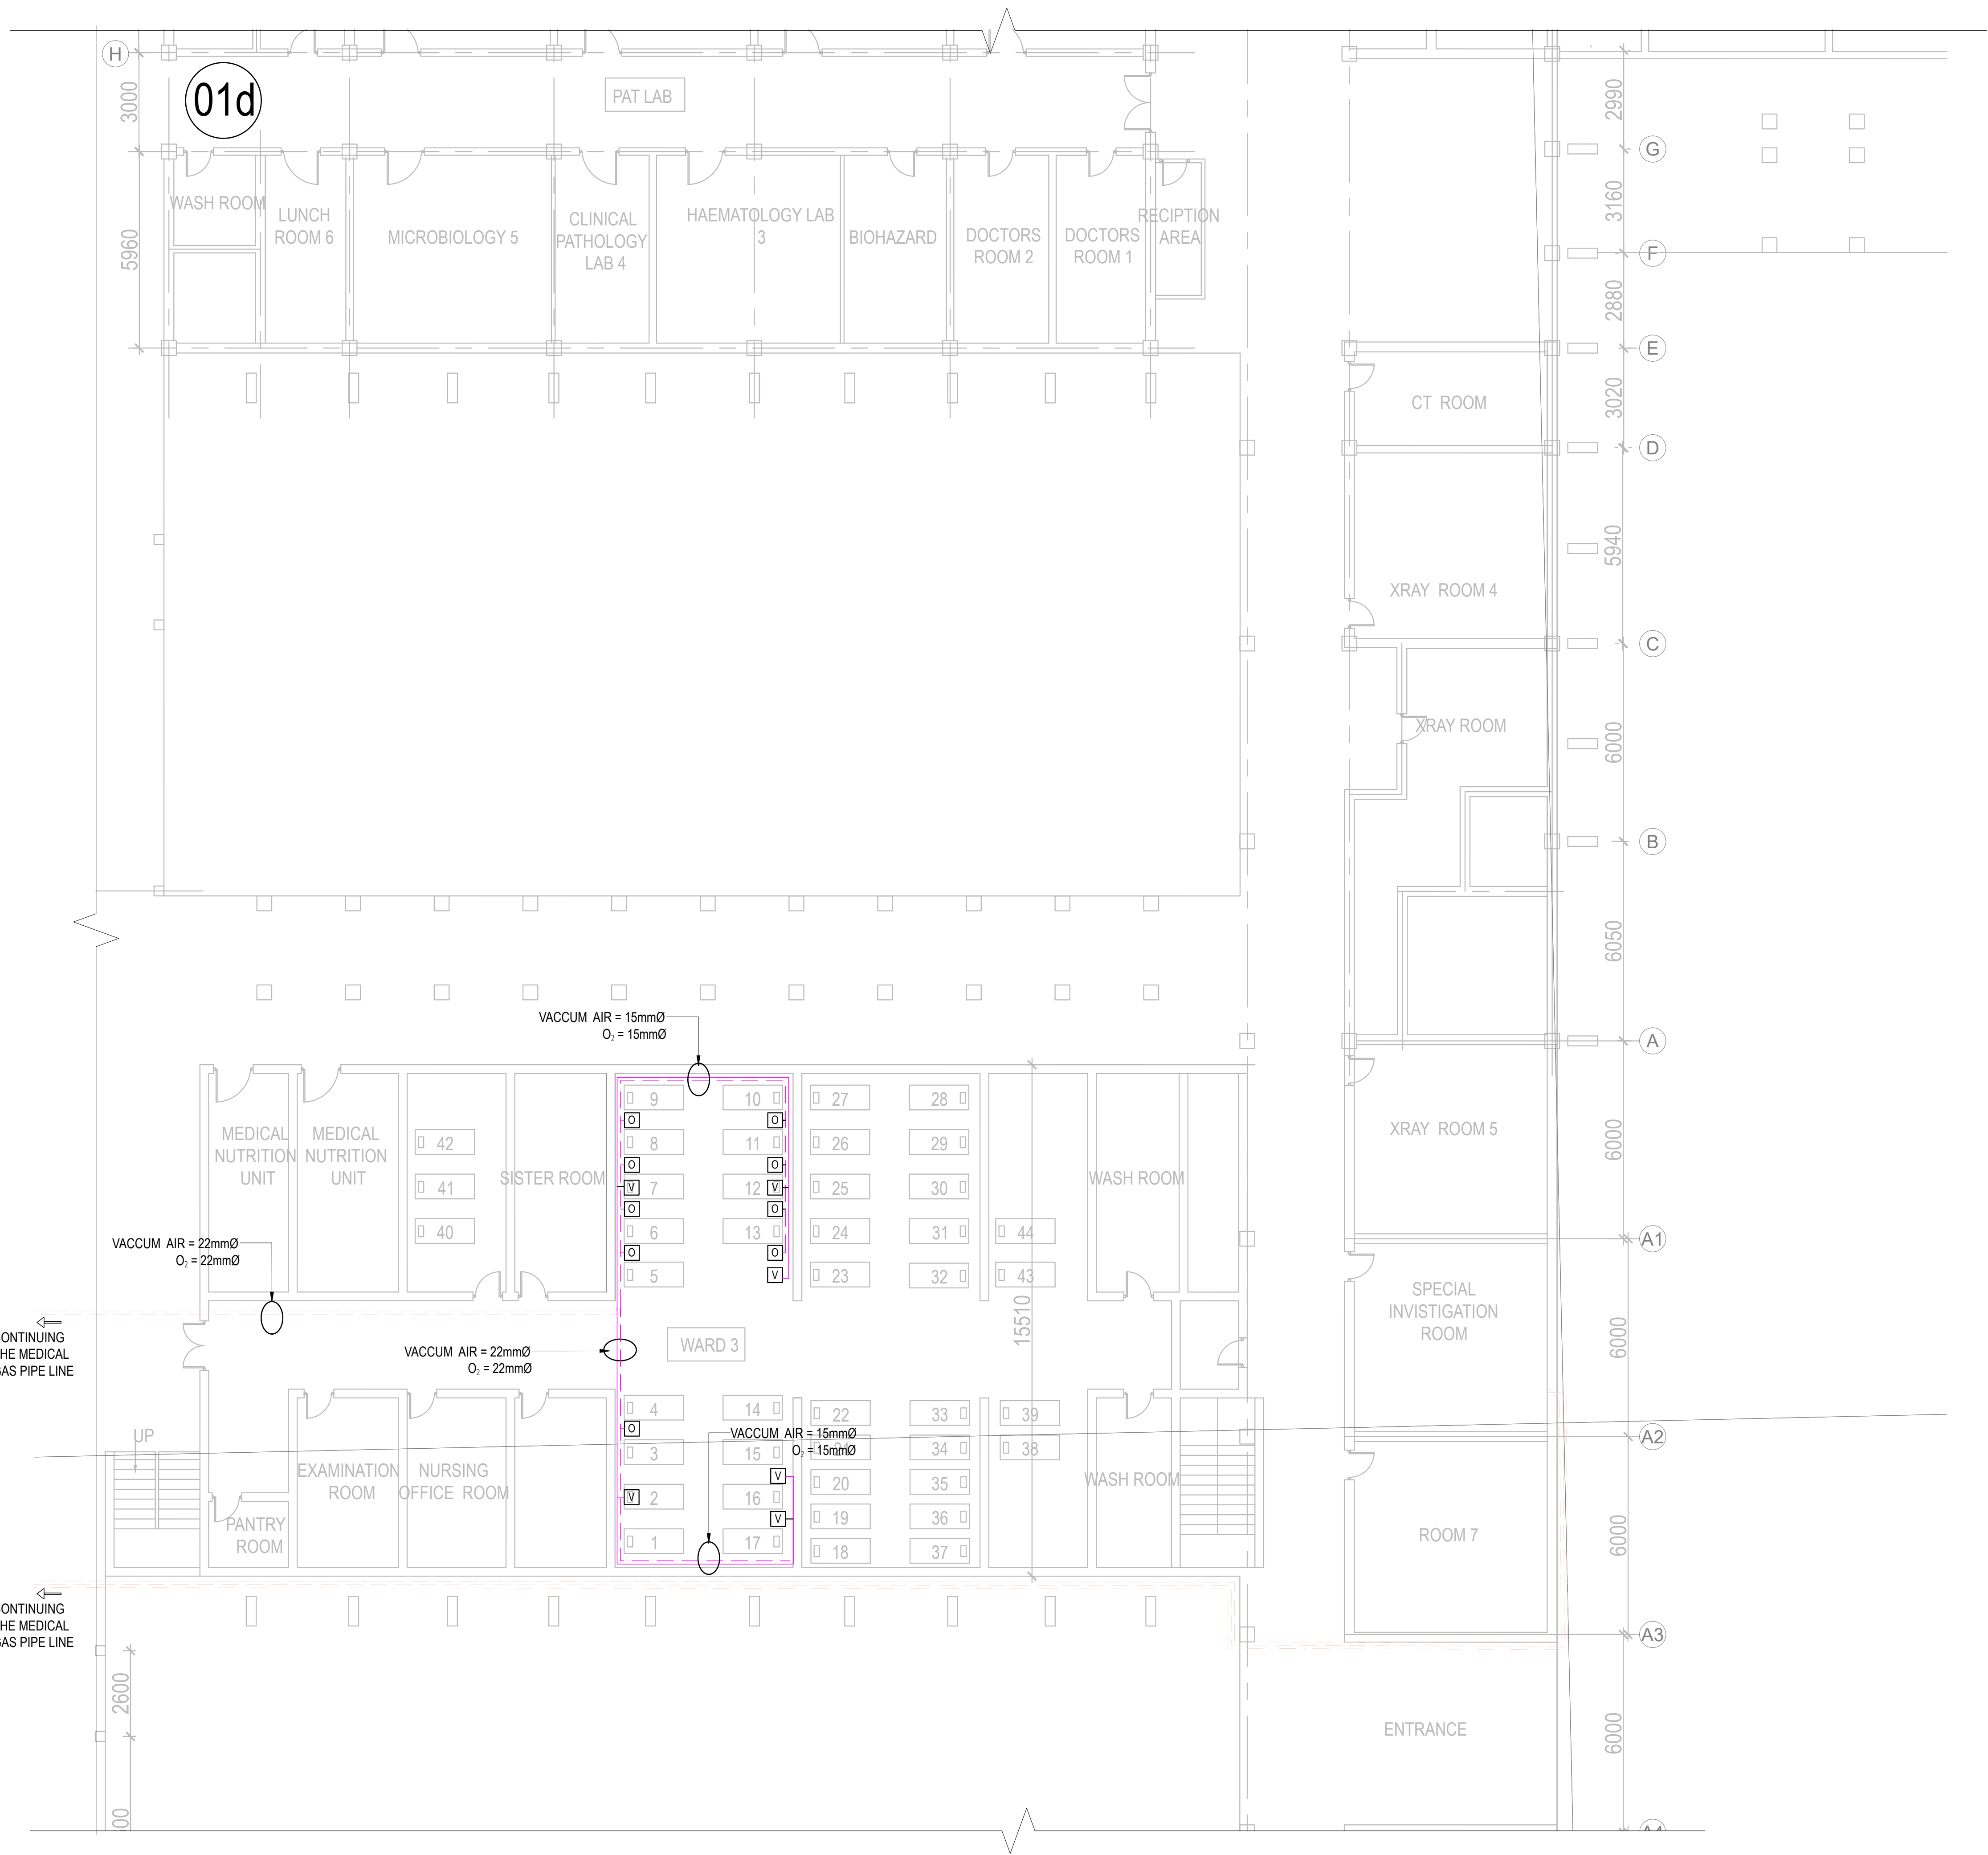 H
01d
3000
PAT LAB
2990
G
WASH ROOM
LUNCH
ROOM 6
MICROBIOLOGY 5
CLINICAL
PATHOLOGY
LAB 4
HAEMATOLOGY LAB
3
BIOHAZARD
DOCTORS
ROOM 2
DOCTORS
ROOM 1
RECIPTION
AREA
3160
5960
F
2880
E
CT ROOM
3020
D
5940
XRAY ROOM 4
C
XRAY ROOM
6000
B
6050
VACCUM AIR = 15mmØ
O₂ = 15mmØ
A
9
10
27
28
O
O
MEDICAL
NUTRITION
UNIT
MEDICAL
NUTRITION
UNIT
42
8
11
26
29
XRAY ROOM 5
6000
O
O
SISTER ROOM
WASH ROOM
41
V
7
12
V
25
30
O
O
40
6
13
24
31
44
A1
VACCUM AIR = 22mmØ
O₂ = 22mmØ
O
O
5
V
23
32
43
SPECIAL
INVISTIGATION
ROOM
15510
6000
CONTINUING
THE MEDICAL
GAS PIPE LINE
VACCUM AIR = 22mmØ
O₂ = 22mmØ
WARD 3
4
14
22
33
39
O
UP
VACCUM AIR = 15mmØ
O₂ = 15mmØ
A2
3
15
34
38
EXAMINATION
ROOM
NURSING
OFFICE ROOM
V
20
35
WASH ROOM
V
2
16
PANTRY
ROOM
V
19
36
ROOM 7
6000
1
17
18
37
CONTINUING
THE MEDICAL
GAS PIPE LINE
A3
2600
ENTRANCE
6000
00
A4